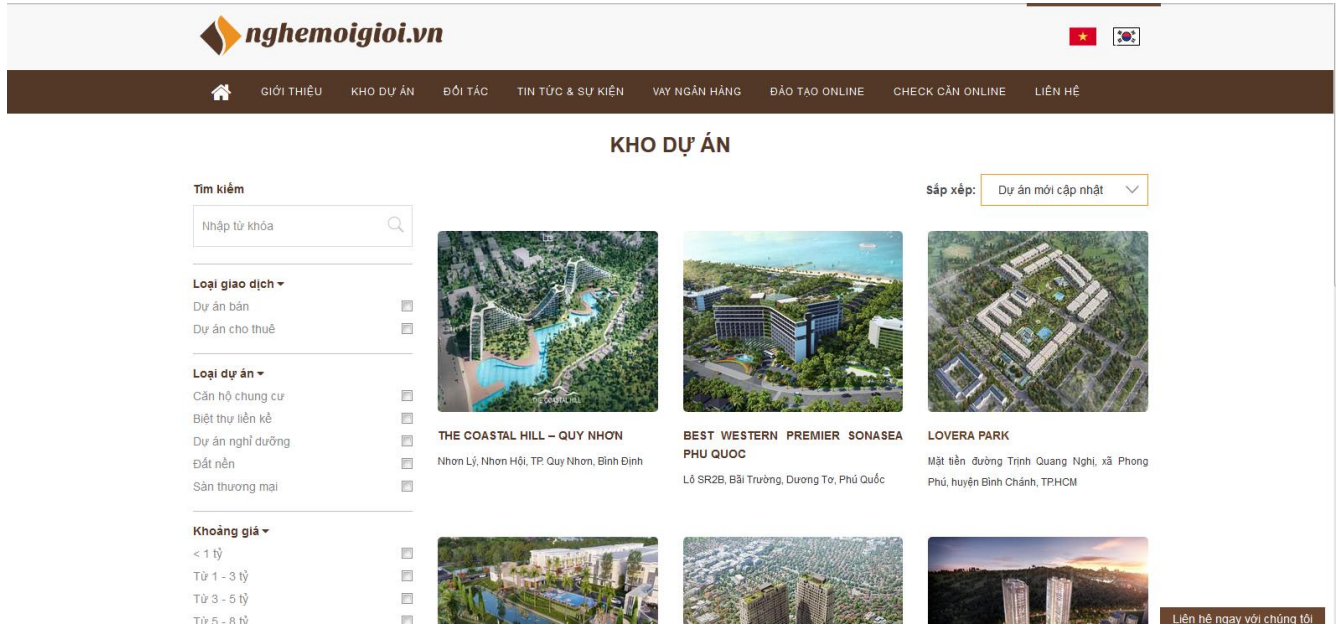 nghemoigioi.vn
GIỚI THIỆU KHO DỰ ÁN ĐỐI TÁC TIN TỨC & SỰ KIỆN VAY NGÂN HÀNG ĐÀO TẠO ONLINE CHECK CĂN ONLINE LIÊN HỆ
KHO DỰ ÁN
Tìm kiếm
Nhập từ khóa
Loại giao dịch
Dự án bán
Dự án cho thuê
Loại dự án
Căn hộ chung cư
Biệt thự liền kề
Dự án nghỉ dưỡng
Đất nền
Sàn thương mại
Khoảng giá
< 1 tỷ
Từ 1 - 3 tỷ
Từ 3 - 5 tỷ
Từ 5 - 8 tỷ
Sắp xếp: Dự án mới cập nhật
THE COASTAL HILL
THE COASTAL HILL – QUY NHƠN
Nhơn Lý, Nhơn Hội, TP. Quy Nhơn, Bình Định
BEST WESTERN PREMIER SONASEA
PHU QUOC
Lô SR2B, Bãi Trường, Dương Tơ, Phú Quốc
LOVERA PARK
Mặt tiền đường Trịnh Quang Nghị, xã Phong
Phú, huyện Bình Chánh, TP.HCM
Liên hệ ngay với chúng tôi